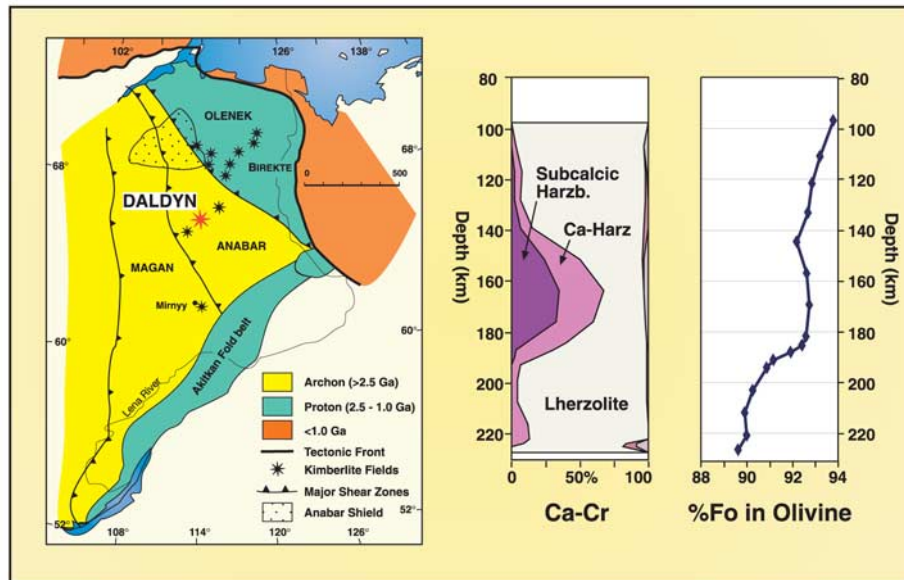 102°
126°
138°
OLENEK
BIREKTE
68°
68°
0
500
DALDYN
ANABAR
MAGAN
Mirnyy
60°
60°
Akitkan Fold belt
Lena River
Archon (>2.5 Ga)
Proton (2.5 - 1.0 Ga)
<1.0 Ga
Tectonic Front
Kimberlite Fields
Major Shear Zones
Anabar Shield
52°
52°
108°
114°
120°
126°
80
100
120
140
160
180
200
220
Depth (km)
Subcalcic
Harzb.
Ca-Harz
Lherzolite
0
50%
100
Ca-Cr
80
100
120
140
160
180
200
220
Depth (km)
88
90
92
94
%Fo in Olivine